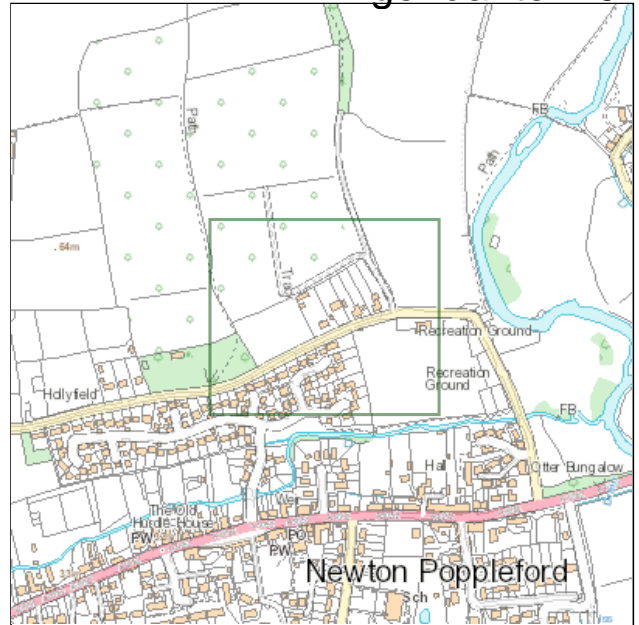 FB
Path
Path
.64m
Track
Recreation Ground
Recreation
Ground
Hollyfield
FB
Hall
Otter Bungalow
Weir
The Old
Hurdle House
PW
PO
PW
Newton Poppleford
Sch